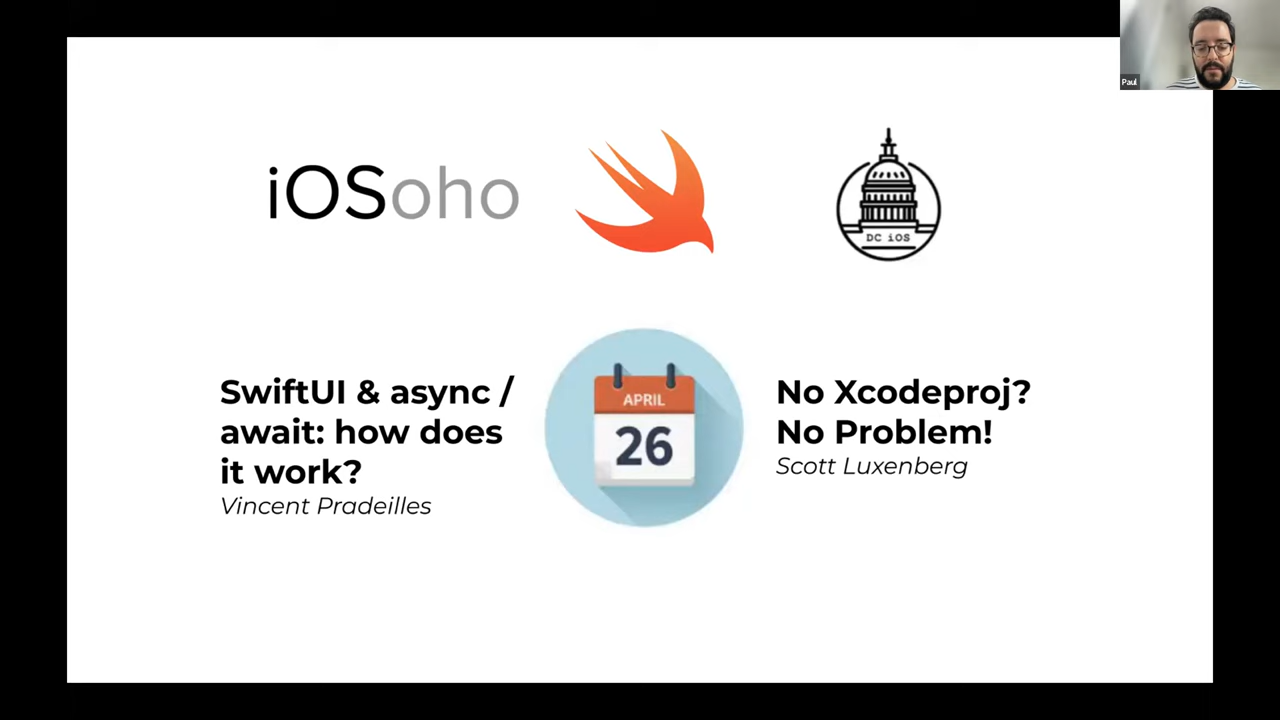 Paul
iOSoho
DC iOS
SwiftUI & async /
await: how does
it work?
Vincent Pradeilles
APRIL
26
No Xcodeproj?
No Problem!
Scott Luxenberg